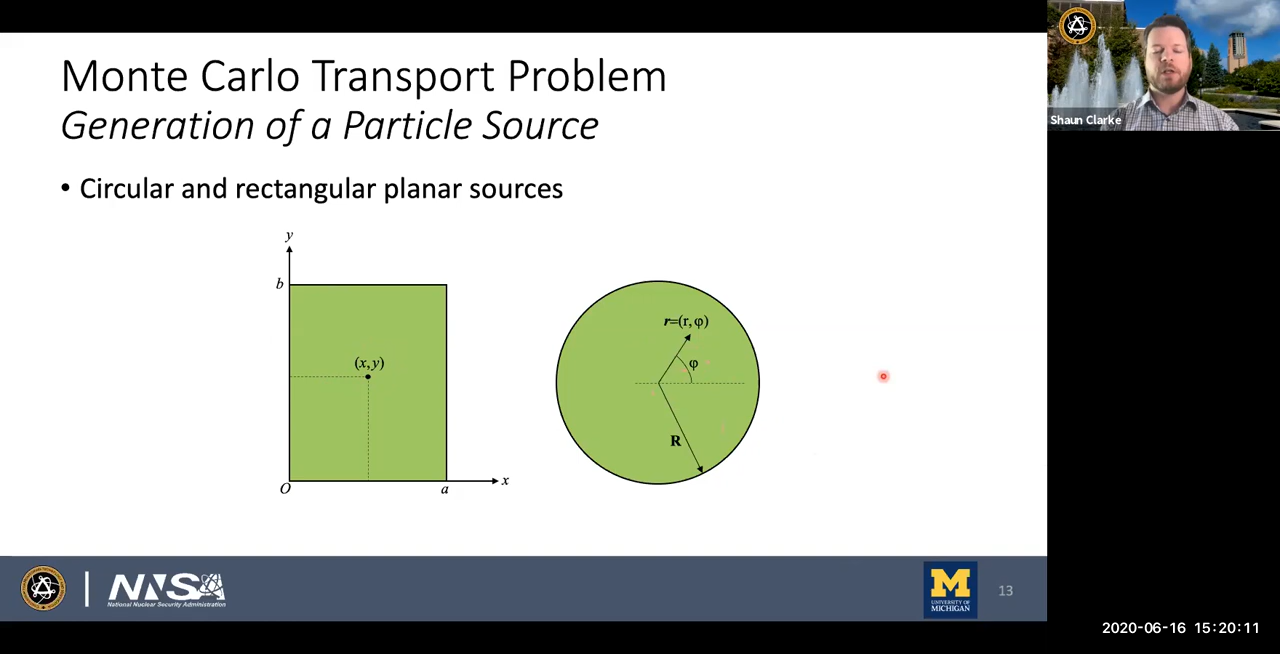 Monte Carlo Transport Problem
Generation of a Particle Source
• Circular and rectangular planar sources
y
b
(x,y)
O
a
x
r=(r, φ)
φ
R
NNSA
National Nuclear Security Administration
M
UNIVERSITY OF
MICHIGAN
13
Shaun Clarke
2020-06-16 15:20:11